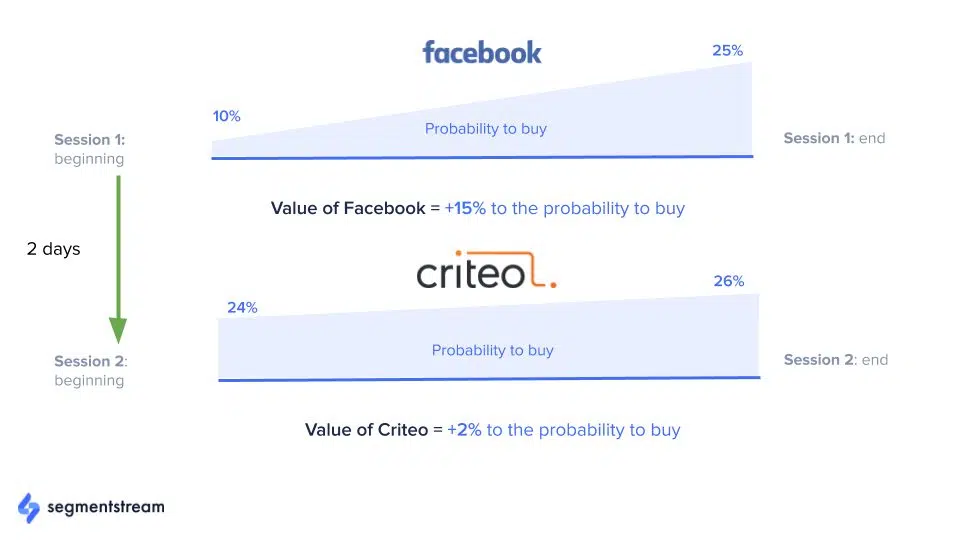 facebook
25%
10%
Probability to buy
Session 1:
beginning
Session 1: end
Value of Facebook = +15% to the probability to buy
2 days
criteo
26%
24%
Probability to buy
Session 2:
beginning
Session 2: end
Value of Criteo = +2% to the probability to buy
segmentstream